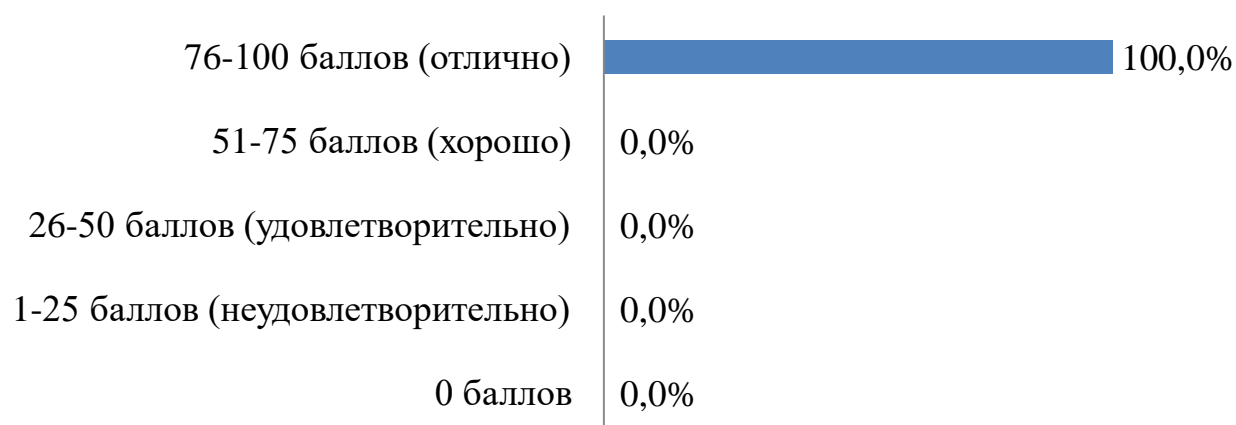 76-100 баллов (отлично) 100,0%
51-75 баллов (хорошо) 0,0%
26-50 баллов (удовлетворительно) 0,0%
1-25 баллов (неудовлетворительно) 0,0%
0 баллов 0,0%